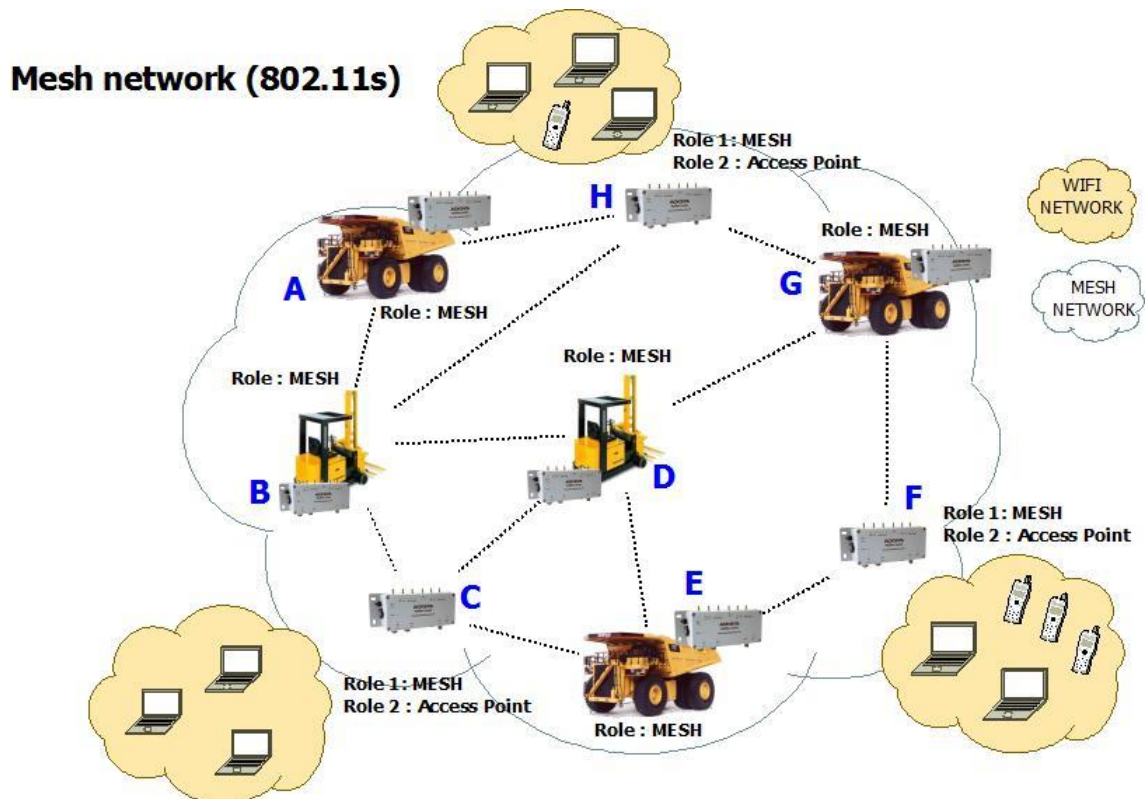 Mesh network (802.11s)
Role 1: MESH
Role 2 : Access Point
H
WIFI
NETWORK
Role : MESH
A
G
MESH
NETWORK
Role : MESH
Role : MESH
Role : MESH
B
D
F
Role 1: MESH
Role 2 : Access Point
C
E
Role 1: MESH
Role 2 : Access Point
Role : MESH